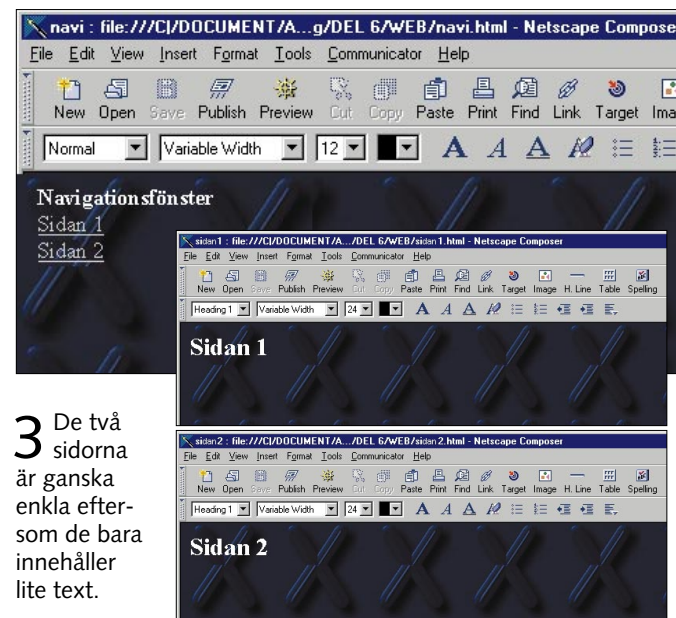 navi : file:///C|/DOCUMENT/A...g/DEL 6/WEB/navi.html - Netscape Compose
File Edit View Insert Format Tools Communicator Help
New Open Save Publish Preview Cut Copy Paste Print Find Link Target Ima
Normal Variable Width 12 A A A
Navigationsfönster
Sidan 1
Sidan 2
sidan1 : file:///C|/DOCUMENT/A.../DEL 6/WEB/sidan1.html - Netscape Composer
File Edit View Insert Format Tools Communicator Help
New Open Save Publish Preview Cut Copy Paste Print Find Link Target Image H. Line Table Spelling
Heading 1 Variable Width 24 A A A
Sidan 1
sidan2 : file:///C|/DOCUMENT/A.../DEL 6/WEB/sidan2.html - Netscape Composer
File Edit View Insert Format Tools Communicator Help
New Open Save Publish Preview Cut Copy Paste Print Find Link Target Image H. Line Table Spelling
Heading 1 Variable Width 24 A A A
Sidan 2
3 De två
sidorna
är ganska
enkla efter-
som de bara
innehåller
lite text.